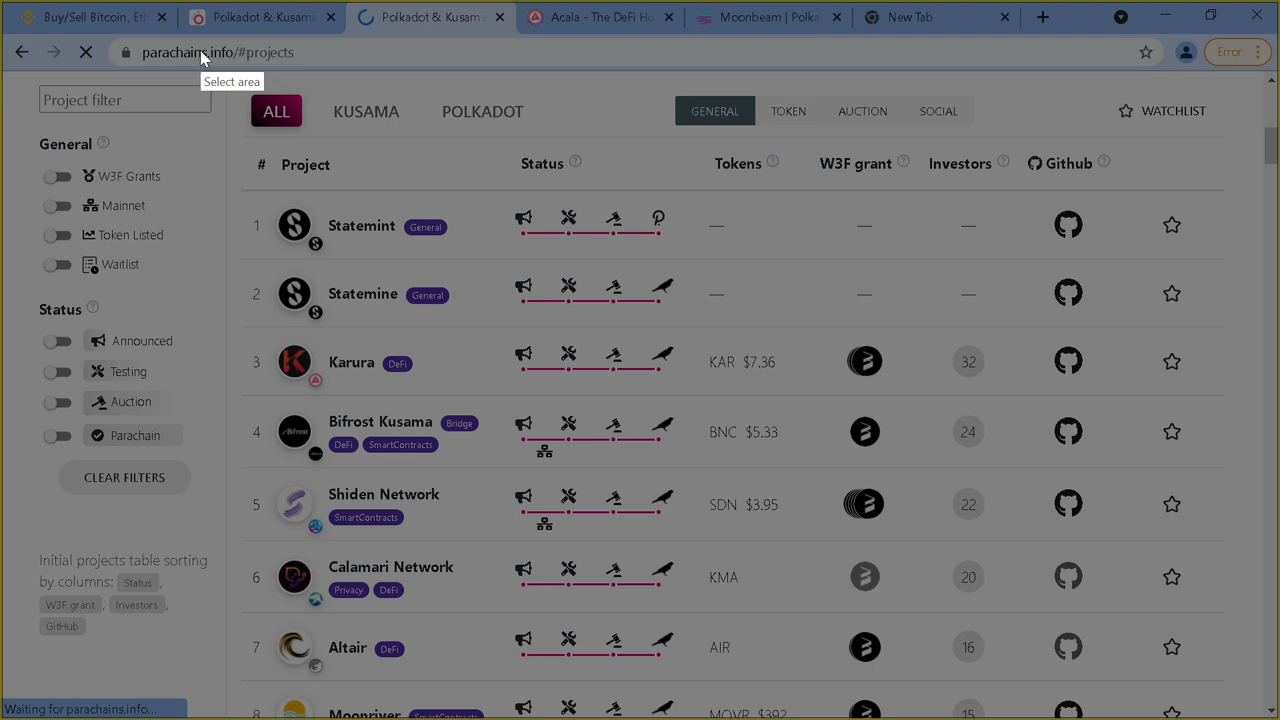 Buy/Sell Bitcoin, Eth
Polkadot & Kusama
Polkadot & Kusama
Acala - The DeFi Hu
Moonbeam | Polka
New Tab
parachains.info/#projects
Error
Select area
Project filter
ALL KUSAMA POLKADOT
GENERAL TOKEN AUCTION SOCIAL
WATCHLIST
General
W3F Grants
Mainnet
Token Listed
Waitlist
Status
Announced
Testing
Auction
Parachain
CLEAR FILTERS
Initial projects table sorting
by columns: Status,
W3F grant, Investors,
GitHub
# Project Status Tokens W3F grant Investors Github
1 Statemint General — — —
2 Statemine General — — —
3 Karura DeFi KAR $7.36 32
4 Bifrost Kusama Bridge BNC $5.33 24
DeFi SmartContracts
5 Shiden Network SDN $3.95 22
SmartContracts
6 Calamari Network KMA 20
Privacy DeFi
7 Altair DeFi AIR 16
8 Moonriver SmartContracts MOVR $392 15
Waiting for parachains.info...